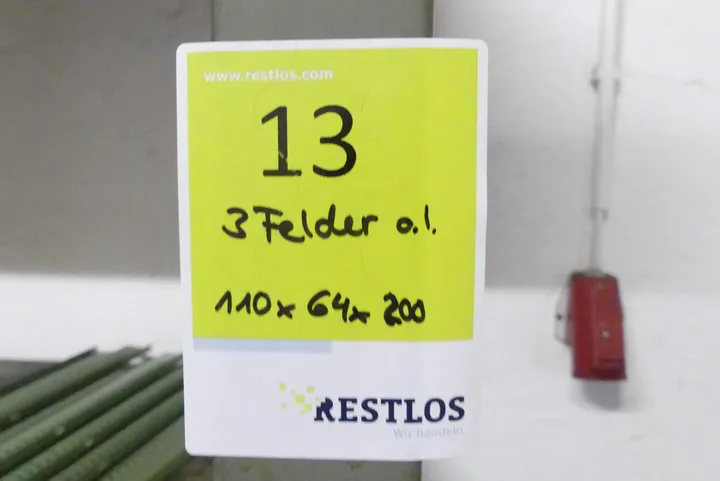 www.restlos.com
13
3 Felder o.l.
110 x 64 x 200
RESTLOS
Wir handeln